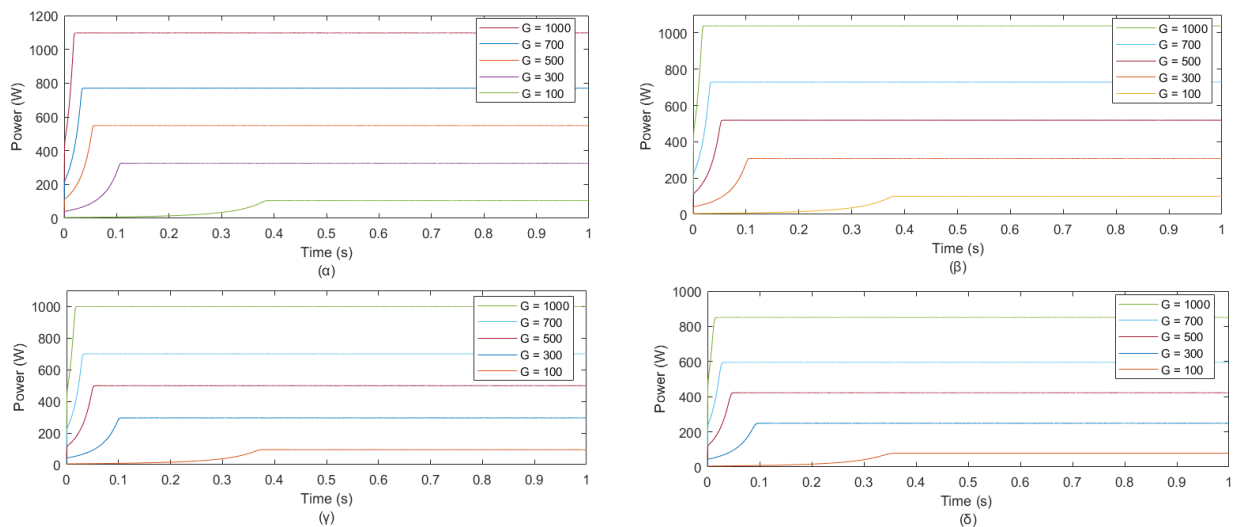 1200
1000
800
600
400
200
0
Power (W)
G = 1000
G = 700
G = 500
G = 300
G = 100
0 0.1 0.2 0.3 0.4 0.5 0.6 0.7 0.8 0.9 1
Time (s)
(α)
1000
800
600
400
200
0
Power (W)
G = 1000
G = 700
G = 500
G = 300
G = 100
0 0.1 0.2 0.3 0.4 0.5 0.6 0.7 0.8 0.9 1
Time (s)
(β)
1000
800
600
400
200
0
Power (W)
G = 1000
G = 700
G = 500
G = 300
G = 100
0 0.1 0.2 0.3 0.4 0.5 0.6 0.7 0.8 0.9 1
Time (s)
(γ)
1000
800
600
400
200
0
Power (W)
G = 1000
G = 700
G = 500
G = 300
G = 100
0 0.1 0.2 0.3 0.4 0.5 0.6 0.7 0.8 0.9 1
Time (s)
(δ)